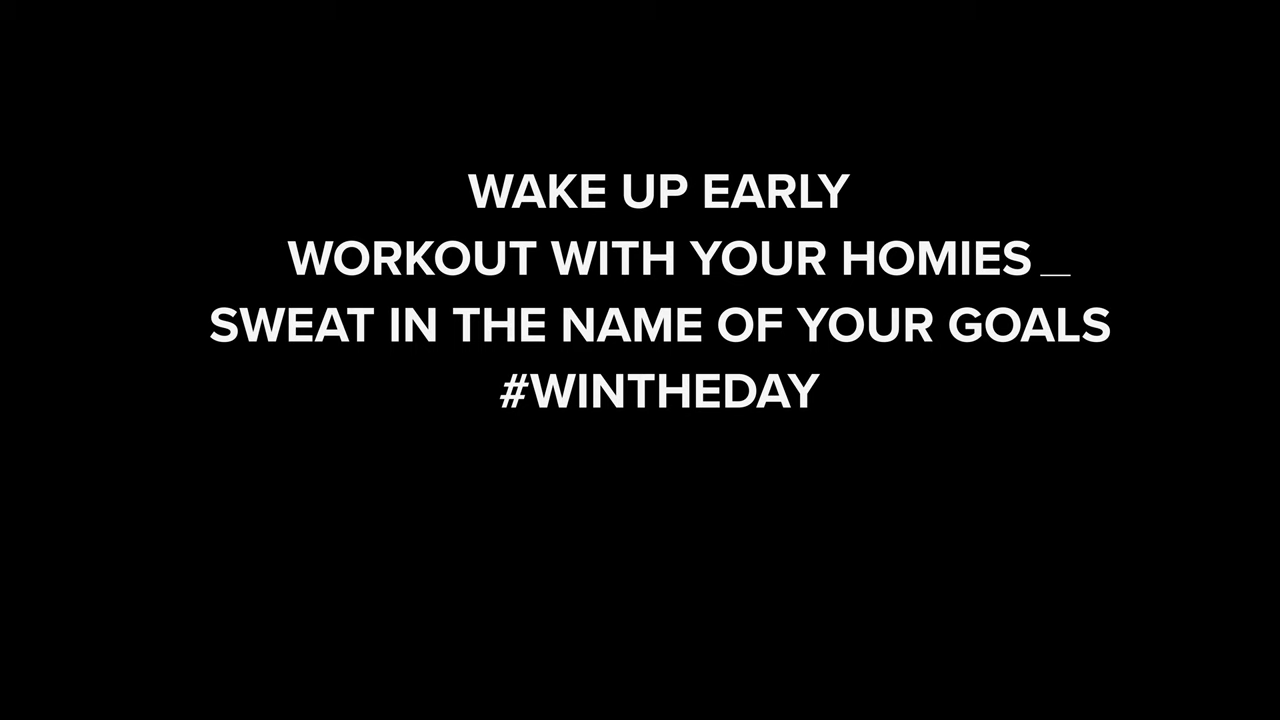 WAKE UP EARLY
WORKOUT WITH YOUR HOMIES _
SWEAT IN THE NAME OF YOUR GOALS
#WINTHEDAY